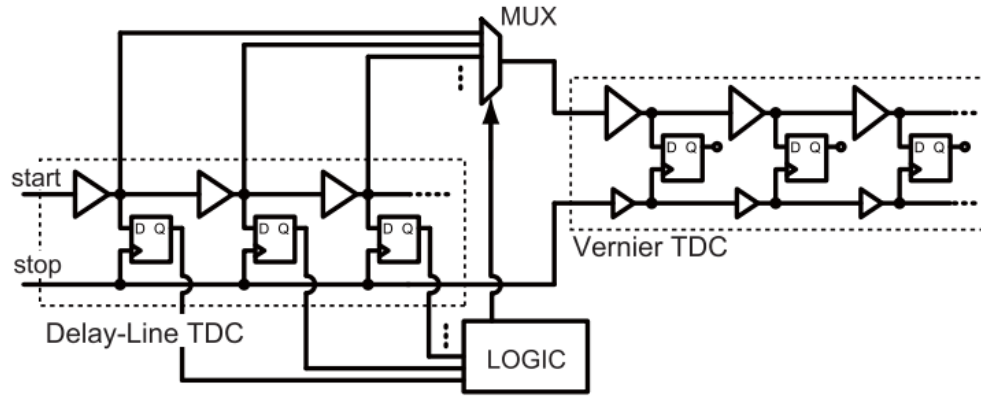 MUX
start
D Q
D Q
D Q
stop
Delay-Line TDC
LOGIC
D Q
D Q
D Q
Vernier TDC